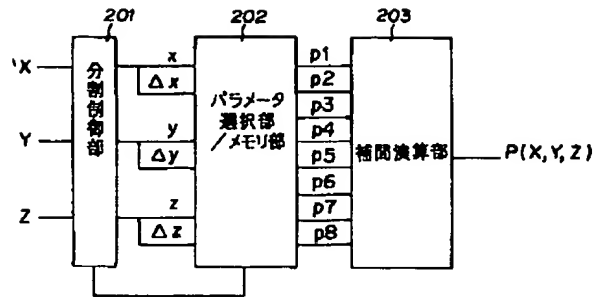 201
202
203
X
Y
Z
分割制御部
x
Δx
y
Δy
z
Δz
パラメータ
選択部
/メモリ部
p1
p2
p3
p4
p5
p6
p7
p8
補間演算部
P(X,Y,Z)